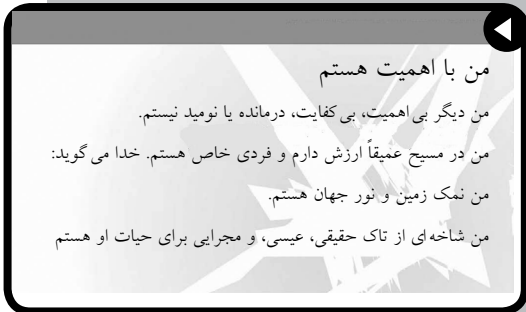 من با اهمیت هستم
من دیگر بی‌اهمیت، بی‌کفایت، درمانده یا نومید نیستم.
من در مسیح عمیقاً ارزش دارم و فردی خاص هستم. خدا می‌گوید:
من نمک زمین و نور جهان هستم.
من شاخه‌ای از تاک حقیقی، عیسی، و مجرایی برای حیات او هستم